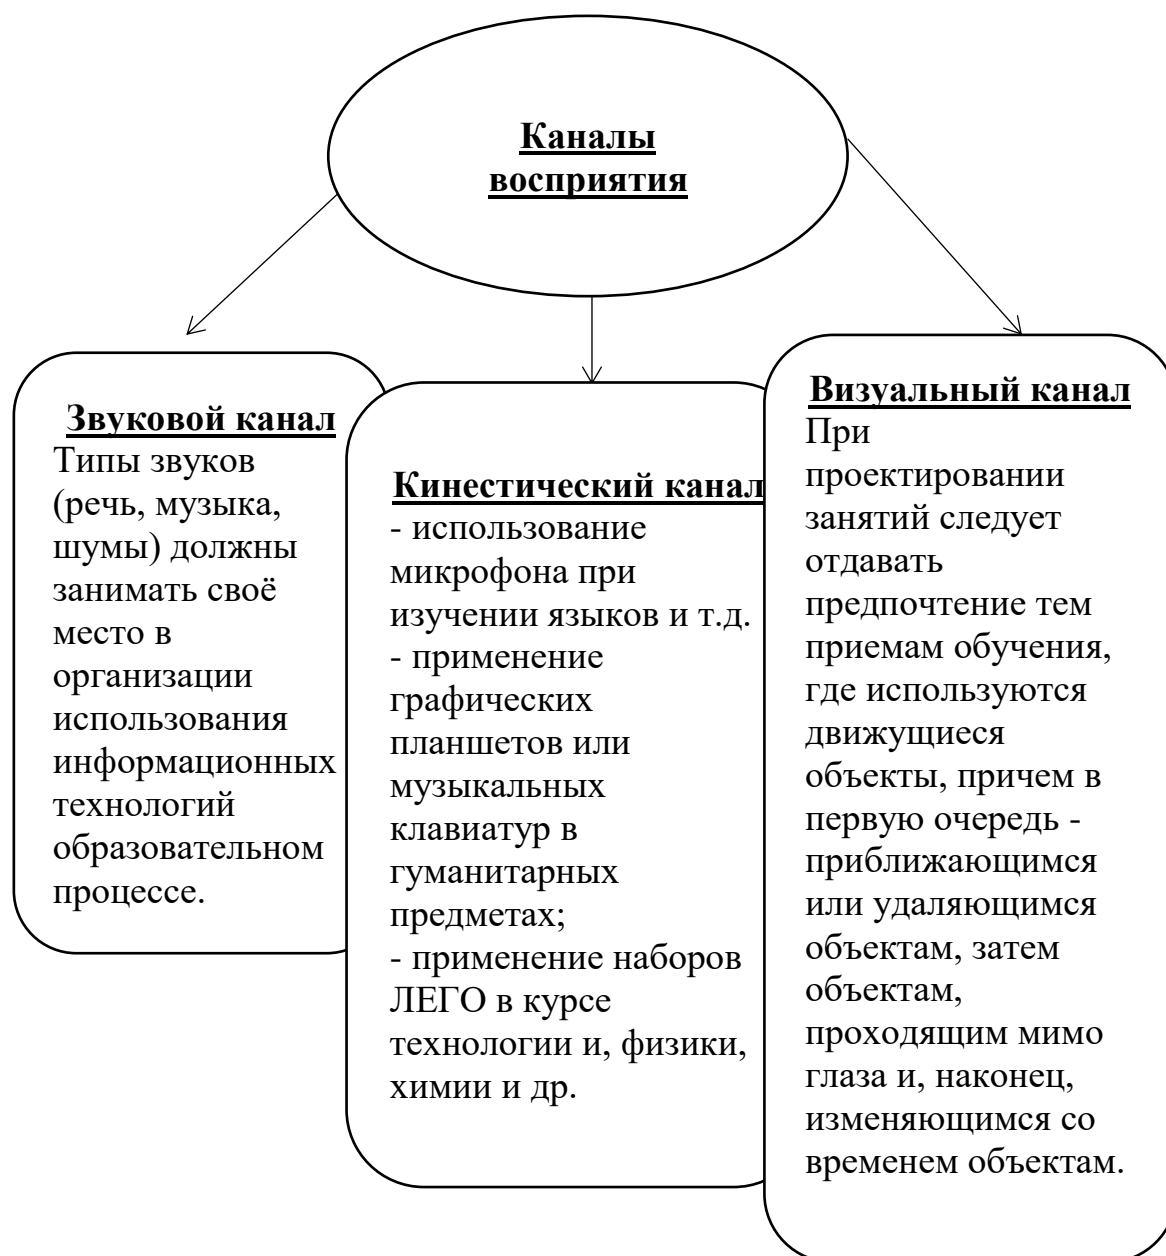 Каналы
восприятия
Звуковой канал
Типы звуков
(речь, музыка,
шумы) должны
занимать своё
место в
организации
использования
информационных
технологий
образовательном
процессе.
Кинестический канал
- использование
микрофона при
изучении языков и т.д.
- применение
графических
планшетов или
музыкальных
клавиатур в
гуманитарных
предметах;
- применение наборов
ЛЕГО в курсе
технологии и, физики,
химии и др.
Визуальный канал
При
проектировании
занятий следует
отдавать
предпочтение тем
приемам обучения,
где используются
движущиеся
объекты, причем в
первую очередь -
приближающимся
или удаляющимся
объектам, затем
объектам,
проходящим мимо
глаза и, наконец,
изменяющимся со
временем объектам.